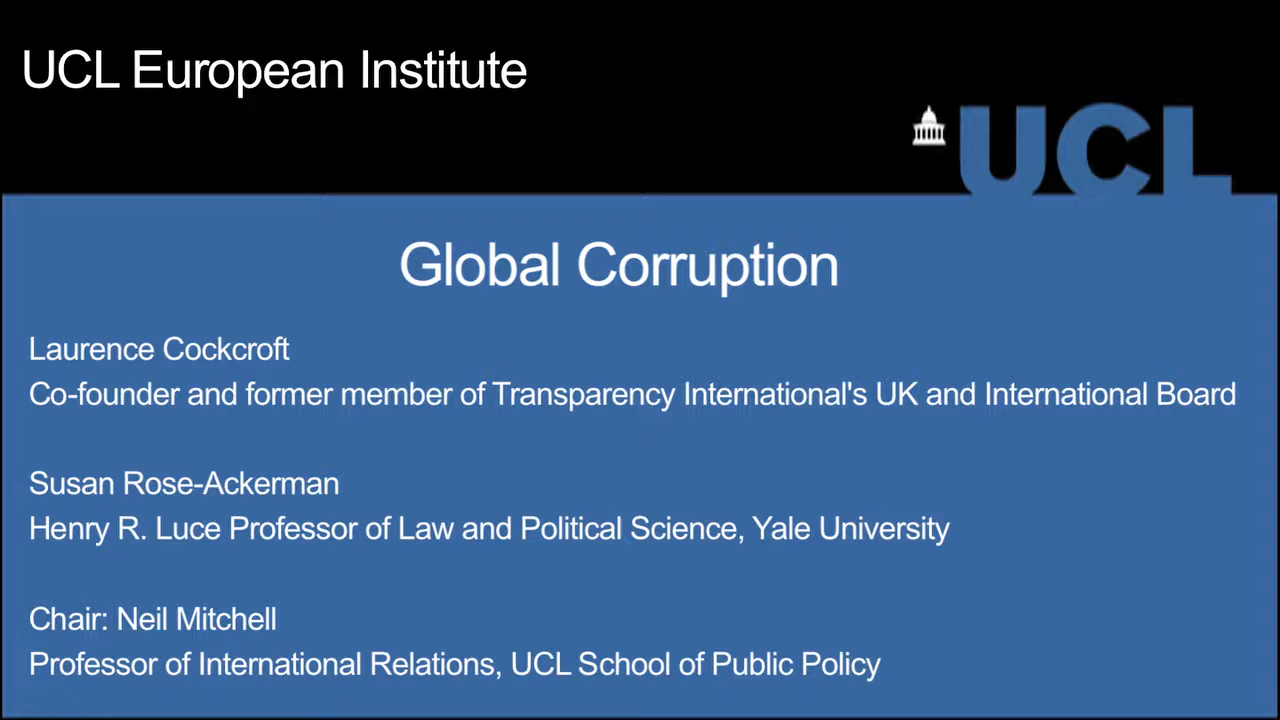 UCL European Institute
UCL
Global Corruption
Laurence Cockcroft
Co-founder and former member of Transparency International's UK and International Board
Susan Rose-Ackerman
Henry R. Luce Professor of Law and Political Science, Yale University
Chair: Neil Mitchell
Professor of International Relations, UCL School of Public Policy